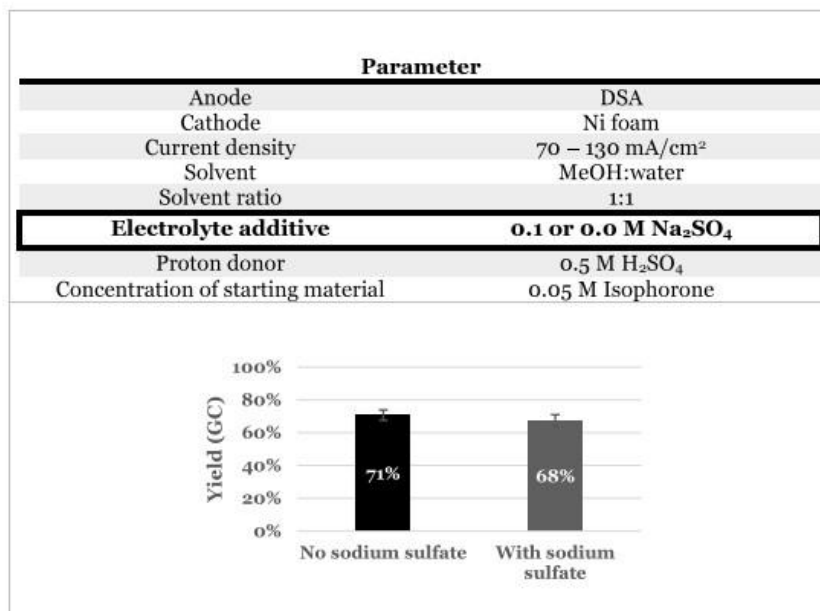 Parameter
Anode DSA
Cathode Ni foam
Current density 70 – 130 mA/cm²
Solvent MeOH:water
Solvent ratio 1:1
Electrolyte additive 0.1 or 0.0 M Na₂SO₄
Proton donor 0.5 M H₂SO₄
Concentration of starting material 0.05 M Isophorone
100%
80%
60%
40%
20%
0%
Yield (GC)
71%
68%
No sodium sulfate
With sodium
sulfate